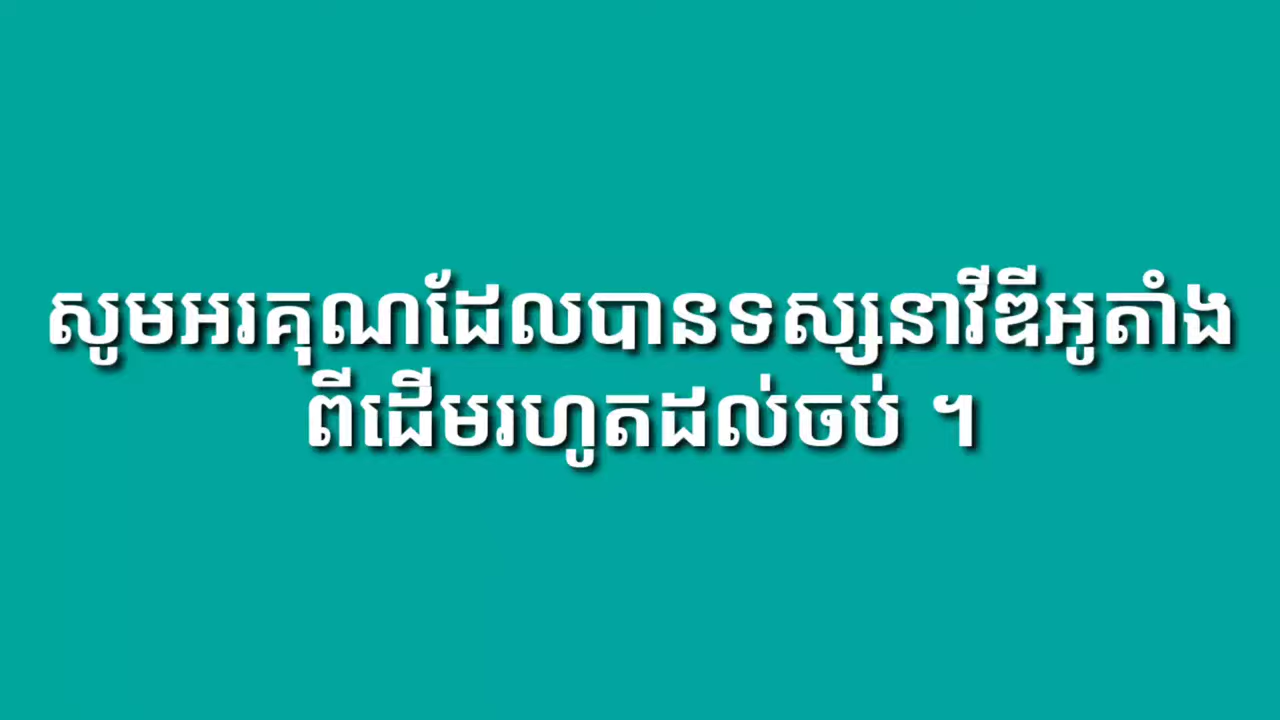 សូមអរគុណដែលបានទស្សនាវីឌីអូតាំង
ពីដើមរហូតដល់ចប់ ។